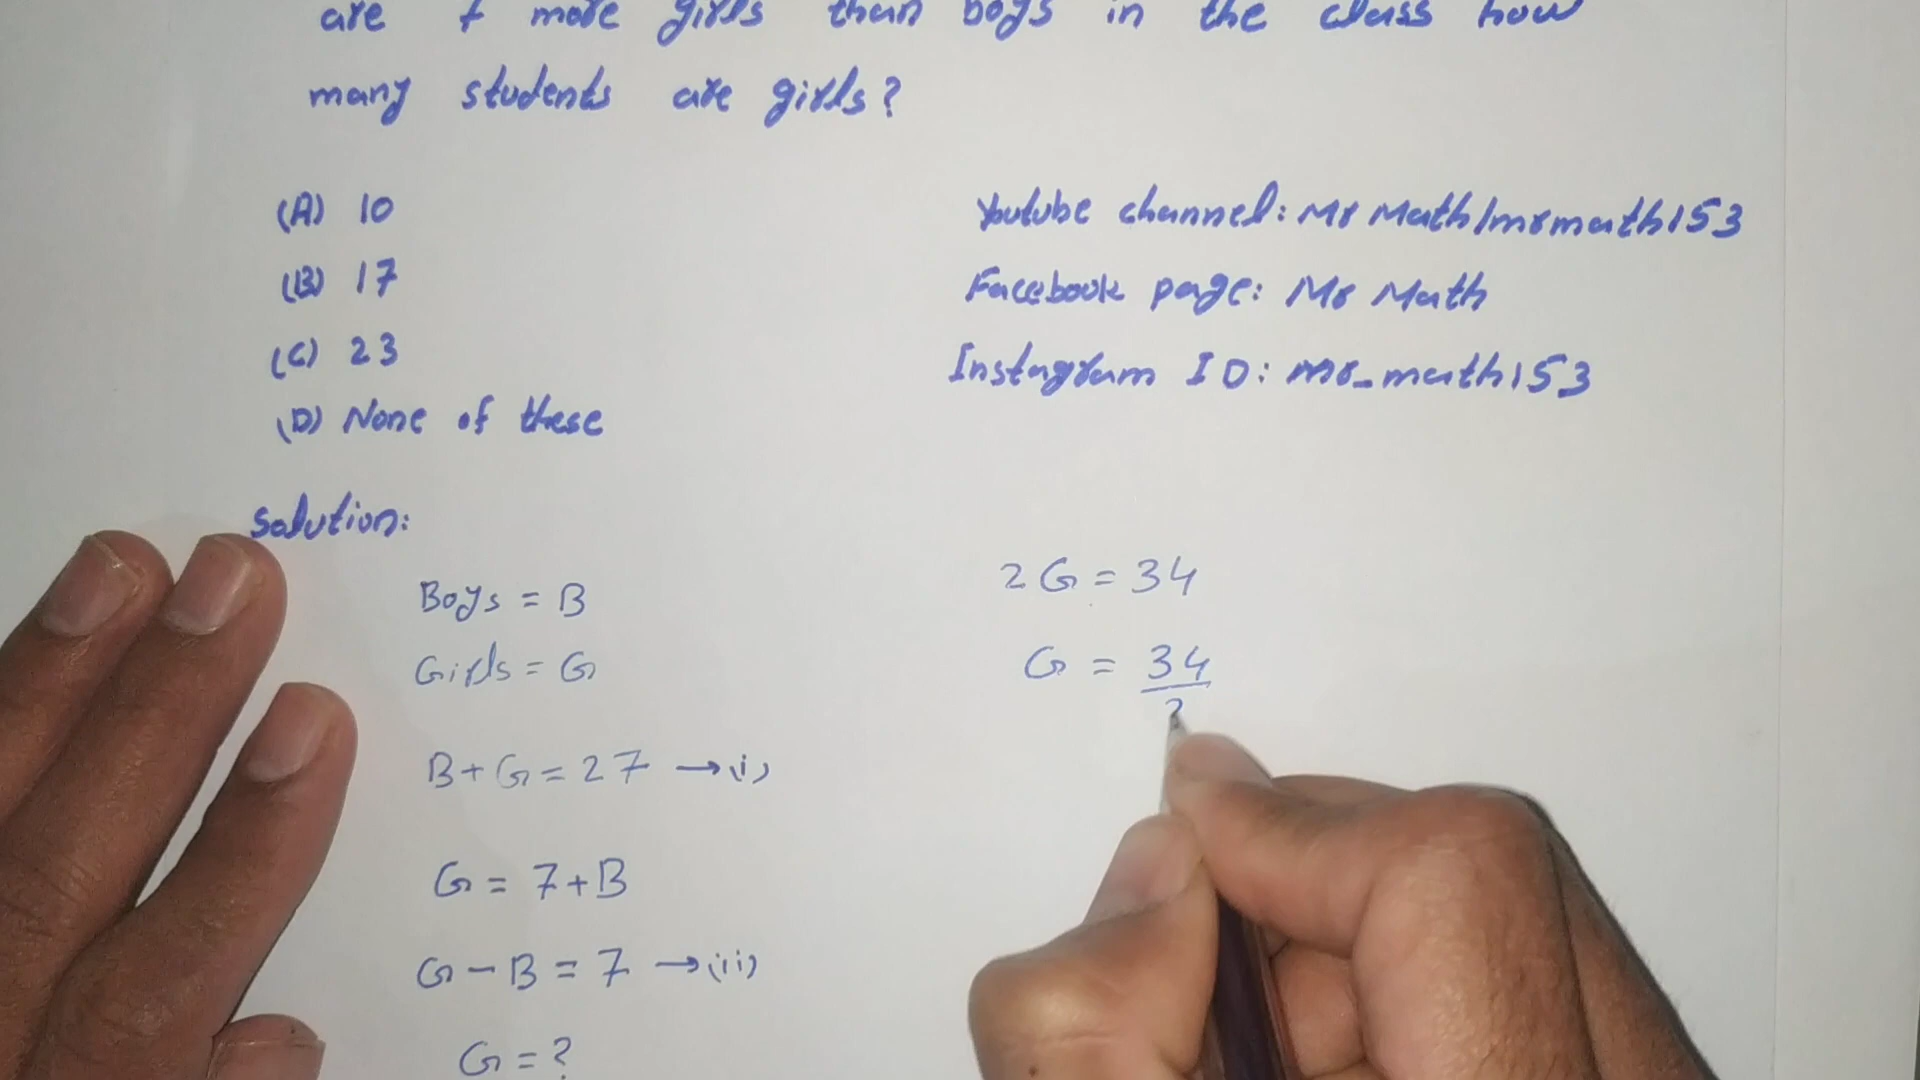 are 7 more girls than boys in the class how
many students are girls?
(A) 10
(B) 17
(C) 23
(D) None of these
Youtube channel: Mr Math/mrmath153
Facebook page: Mr Math
Instagram ID: mr_math153
Solution:
Boys = B
Girls = G
B+G=27 →(i)
G = 7+B
G-B=7 →(ii)
G=?
2G=34
G = 34
2